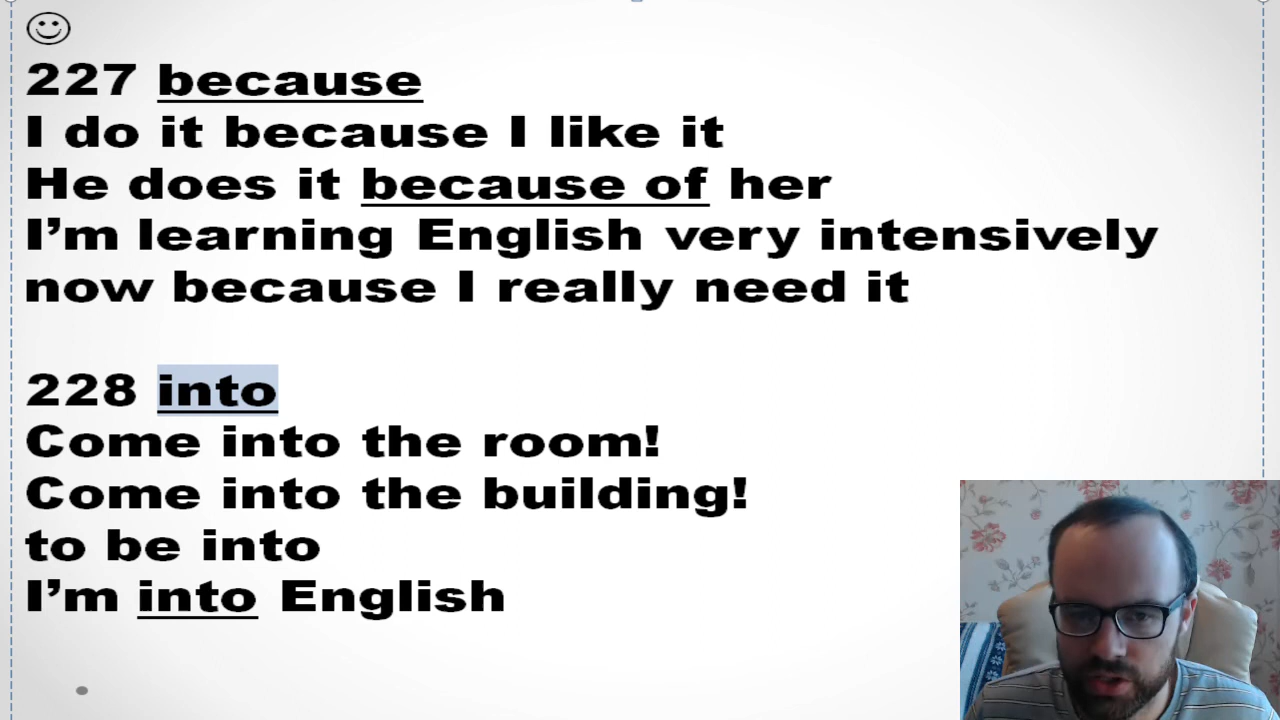 227 because
I do it because I like it
He does it because of her
I’m learning English very intensively
now because I really need it
228 into
Come into the room!
Come into the building!
to be into
I’m into English